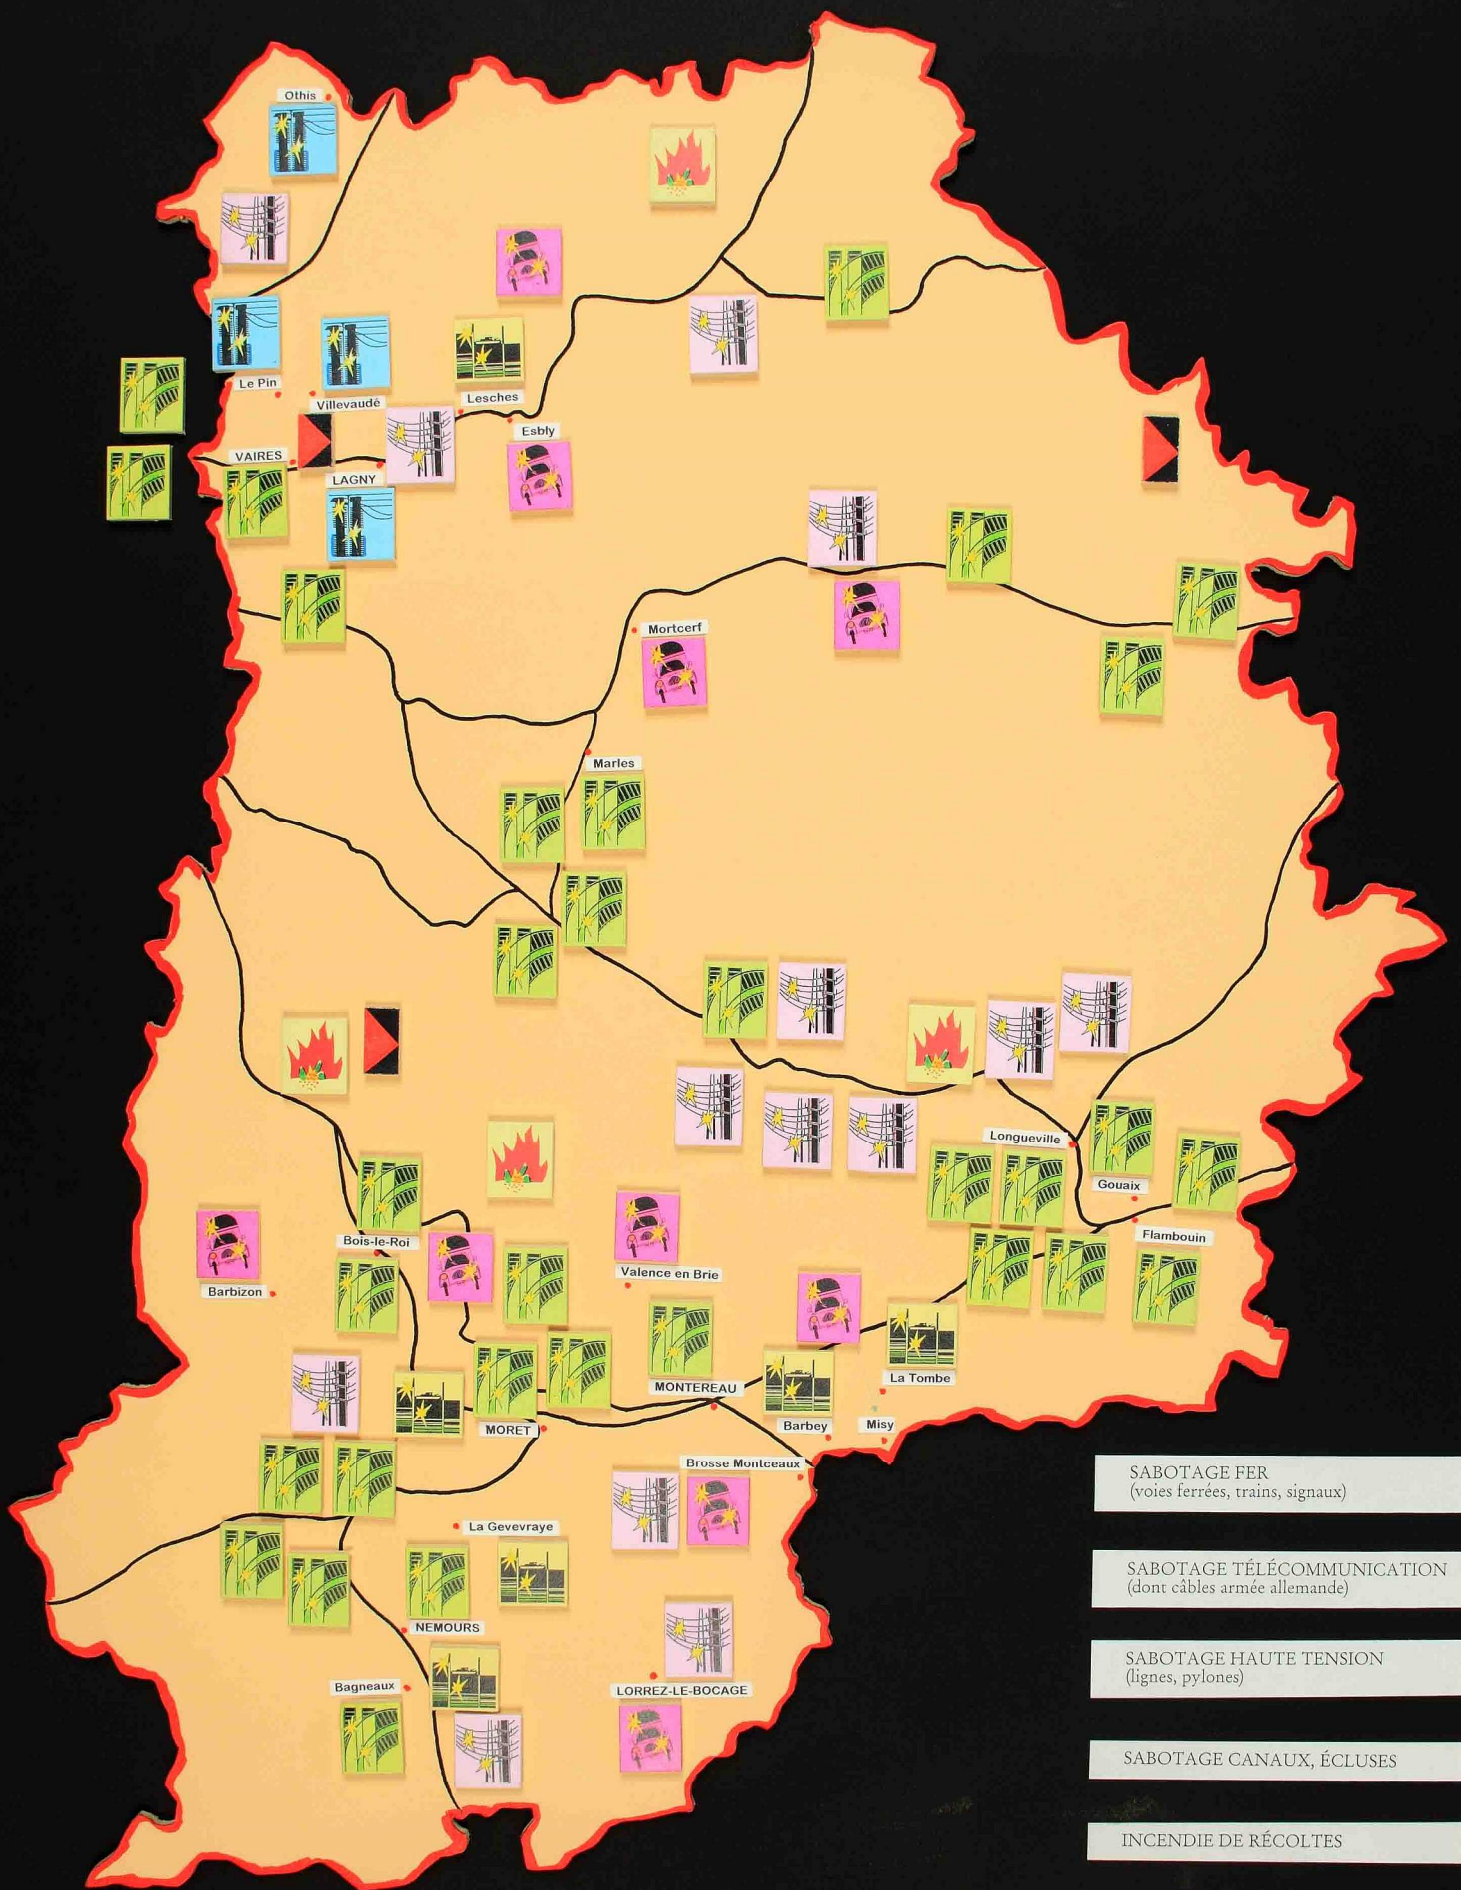 Othis
Le Pin
Villevaudé
Lesches
Esbly
VAIRES
LAGNY
Mortcerf
Marles
Longueville
Gouaix
Flambouin
Bois-le-Roi
Barbizon
Valence en Brie
La Tombe
MONTEREAU
Barbey
Misy
MORET
Brosse Montceaux
La Gevevraye
NEMOURS
Bagneaux
LORREZ-LE-BOCAGE
SABOTAGE FER
(voies ferrées, trains, signaux)
SABOTAGE TÉLÉCOMMUNICATION
(dont câbles armée allemande)
SABOTAGE HAUTE TENSION
(lignes, pylones)
SABOTAGE CANAUX, ÉCLUSES
INCENDIE DE RÉCOLTES